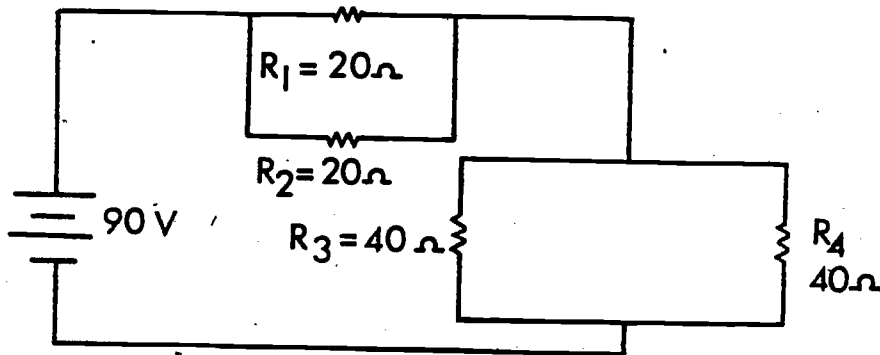 R1 = 20Ω
R2 = 20Ω
90 V
R3 = 40 Ω
R4
40Ω